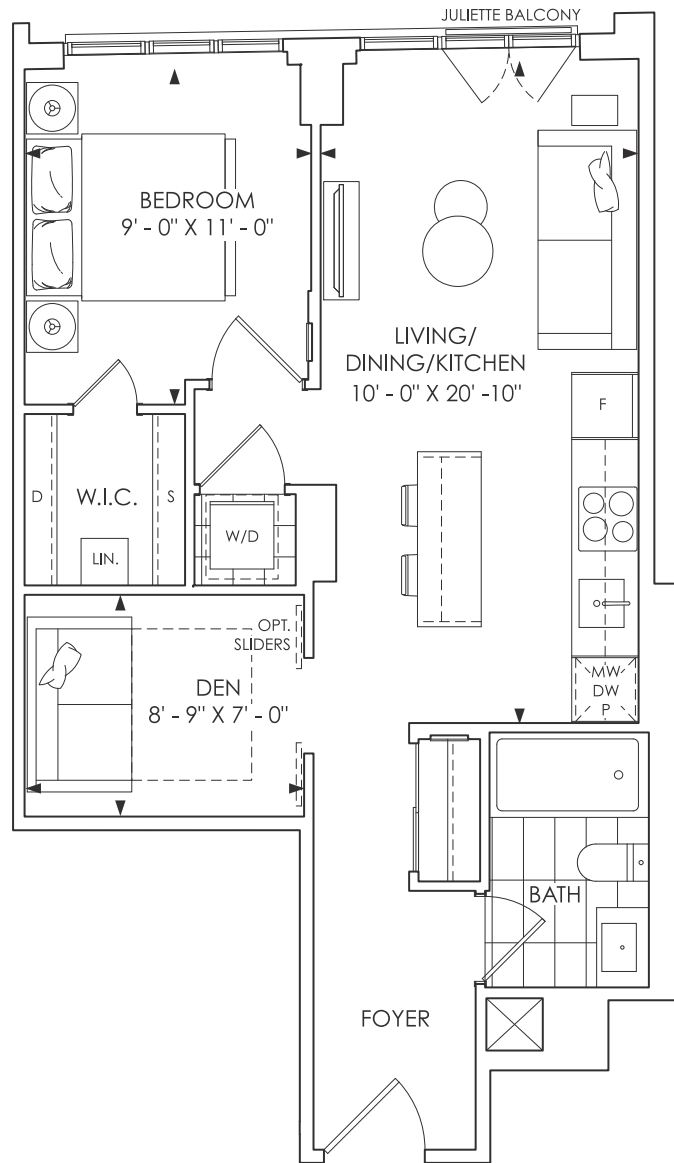 JULIETTE BALCONY
BEDROOM
9' - 0" X 11' - 0"
LIVING/
DINING/KITCHEN
10' - 0" X 20' -10"
F
D
W.I.C.
S
LIN.
W/D
OPT.
SLIDERS
DEN
8' - 9" X 7' - 0"
MW
DW
P
BATH
FOYER